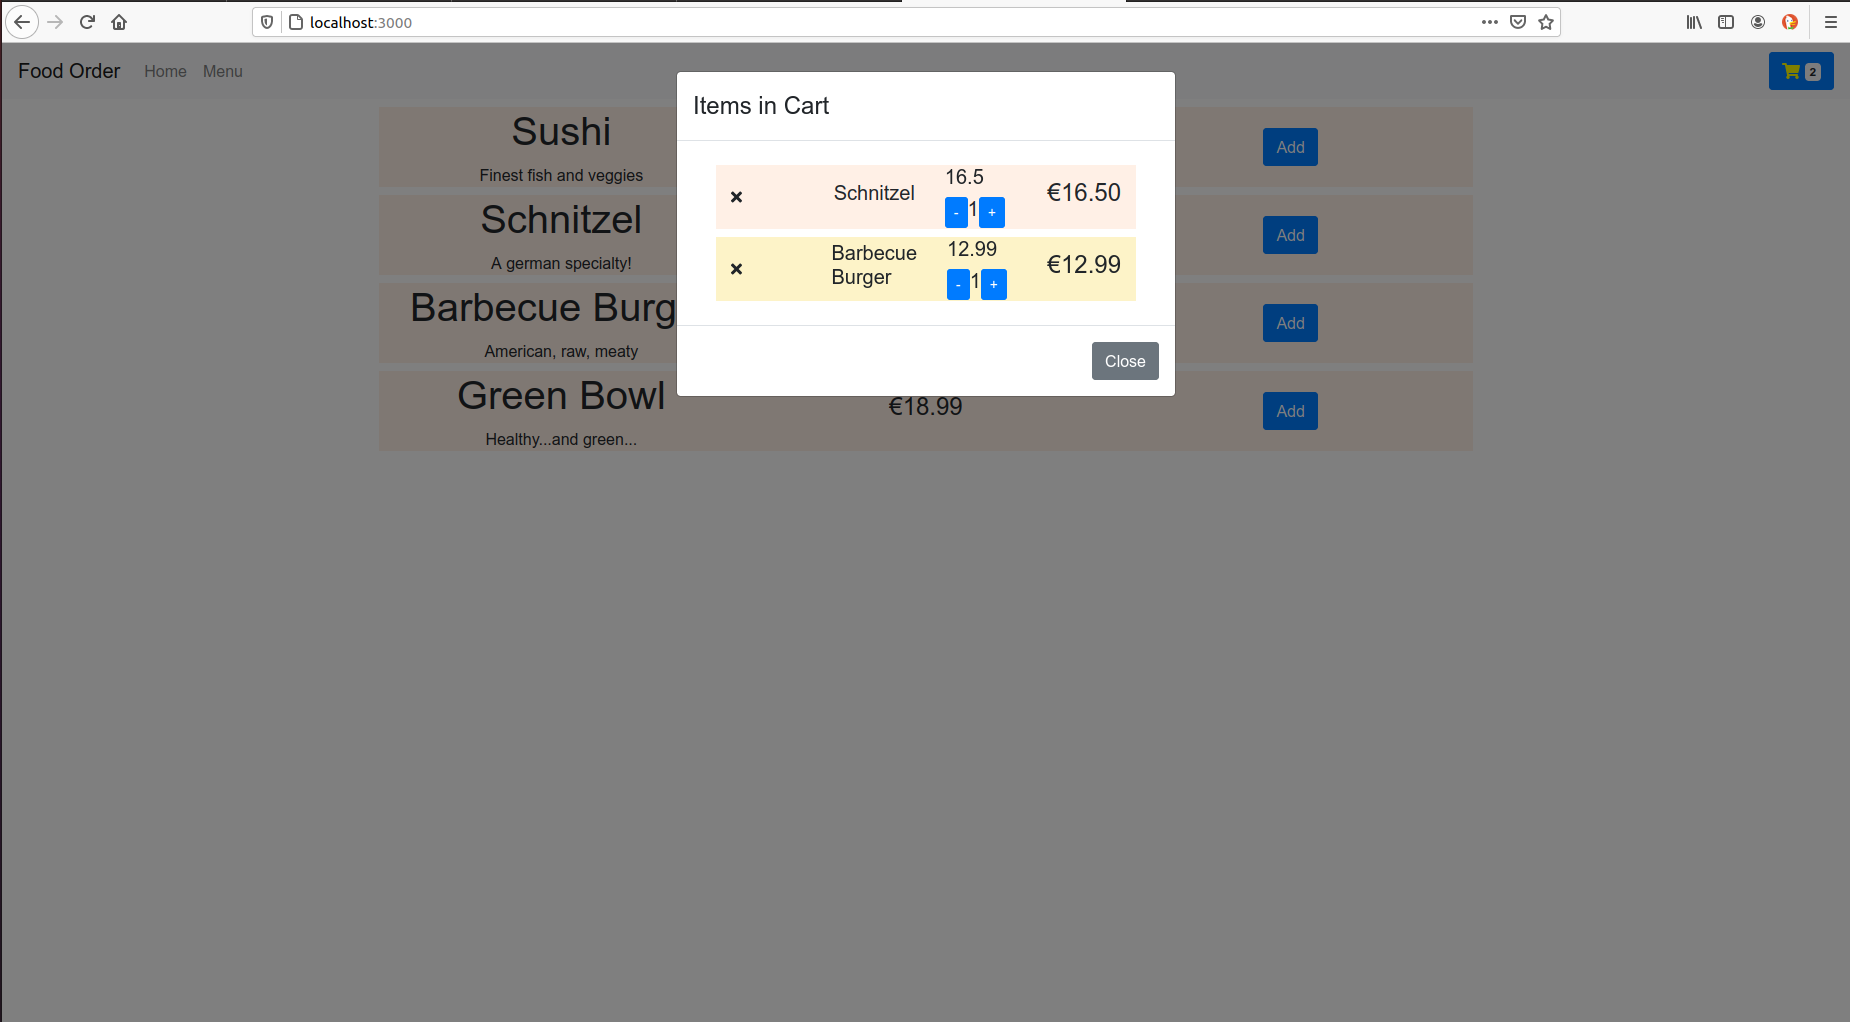 localhost:3000
Food Order Home Menu
2
Items in Cart
Schnitzel
16.5
- 1 +
€16.50
Barbecue
Burger
12.99
- 1 +
€12.99
Close
Sushi
Finest fish and veggies
Add
Schnitzel
A german specialty!
Add
Barbecue Burg
American, raw, meaty
Add
Green Bowl
Healthy...and green...
€18.99
Add